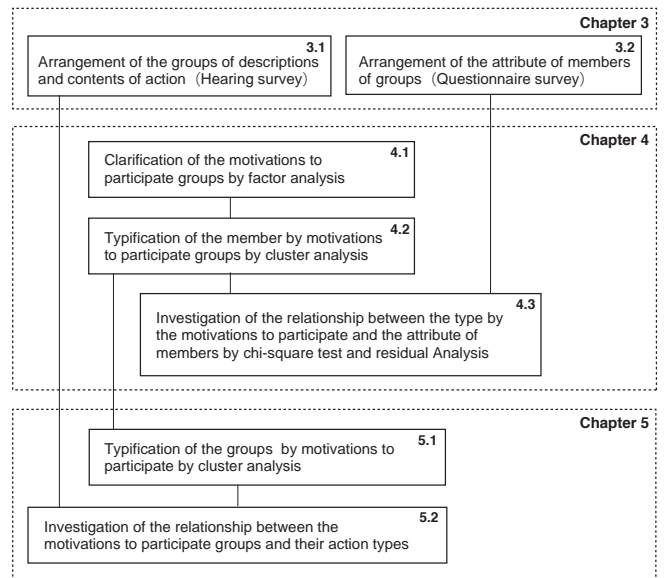 Chapter 3
3.1
Arrangement of the groups of descriptions
and contents of action（Hearing survey）
3.2
Arrangement of the attribute of members
of groups（Questionnaire survey）
Chapter 4
4.1
Clarification of the motivations to
participate groups by factor analysis
4.2
Typification of the member by motivations
to participate groups by cluster analysis
4.3
Investigation of the relationship between the type by
the motivations to participate and the attribute of
members by chi-square test and residual Analysis
Chapter 5
5.1
Typification of the groups by motivations to
participate by cluster analysis
5.2
Investigation of the relationship between the
motivations to participate groups and their action types